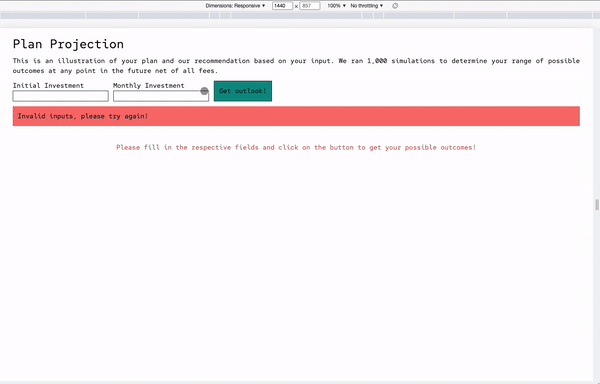 Dimensions: Responsive ▼ 1440 × 857 100% ▼ No throttling ▼
Plan Projection
This is an illustration of your plan and our recommendation based on your input. We ran 1,000 simulations to determine your range of possible
outcomes at any point in the future net of all fees.
Initial Investment Monthly Investment
Get outlook!
Invalid inputs, please try again!
Please fill in the respective fields and click on the button to get your possible outcomes!